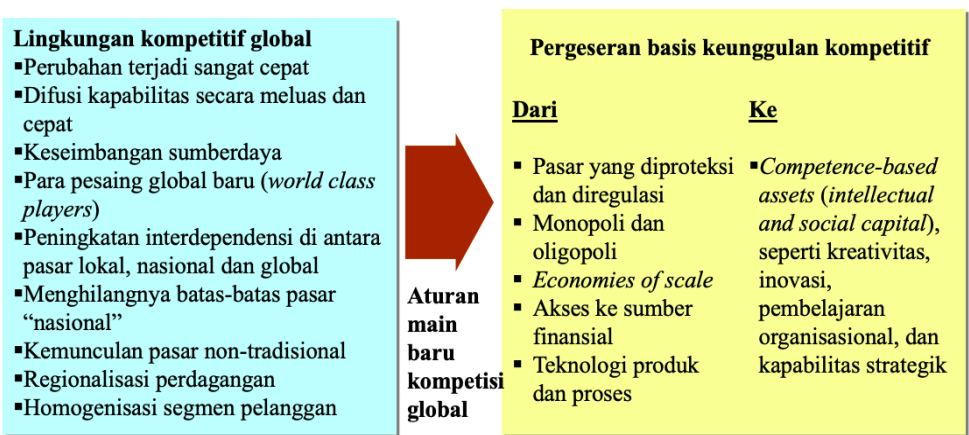 Lingkungan kompetitif global
▪Perubahan terjadi sangat cepat
▪Difusi kapabilitas secara meluas dan
cepat
▪Keseimbangan sumberdaya
▪Para pesaing global baru (world class
players)
▪Peningkatan interdependensi di antara
pasar lokal, nasional dan global
▪Menghilangnya batas-batas pasar
“nasional”
▪Kemunculan pasar non-tradisional
▪Regionalisasi perdagangan
▪Homogenisasi segmen pelanggan
Aturan
main
baru
kompetisi
global
Pergeseran basis keunggulan kompetitif
Dari
▪ Pasar yang diproteksi
dan diregulasi
▪ Monopoli dan
oligopoli
▪ Economies of scale
▪ Akses ke sumber
finansial
▪ Teknologi produk
dan proses
Ke
▪Competence-based
assets (intellectual
and social capital),
seperti kreativitas,
inovasi,
pembelajaran
organisasional, dan
kapabilitas strategik